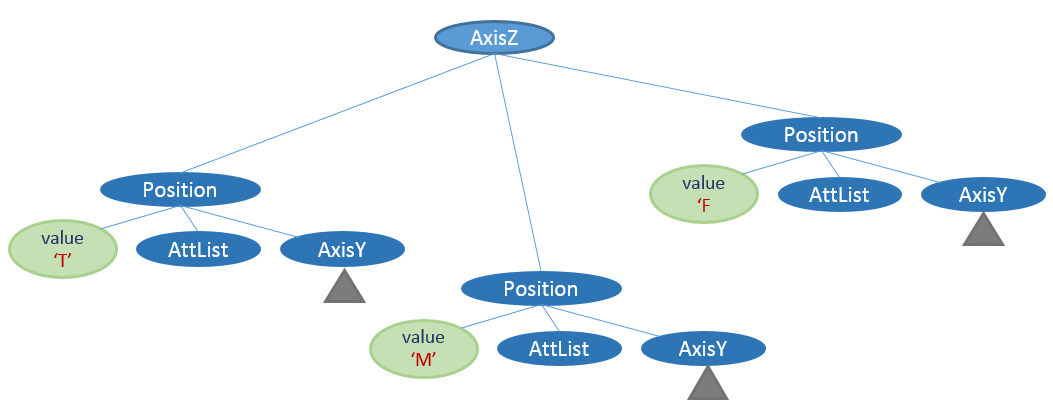 AxisZ
Position
value
‘F
AttList
AxisY
Position
value
‘T’
AttList
AxisY
Position
value
‘M’
AttList
AxisY